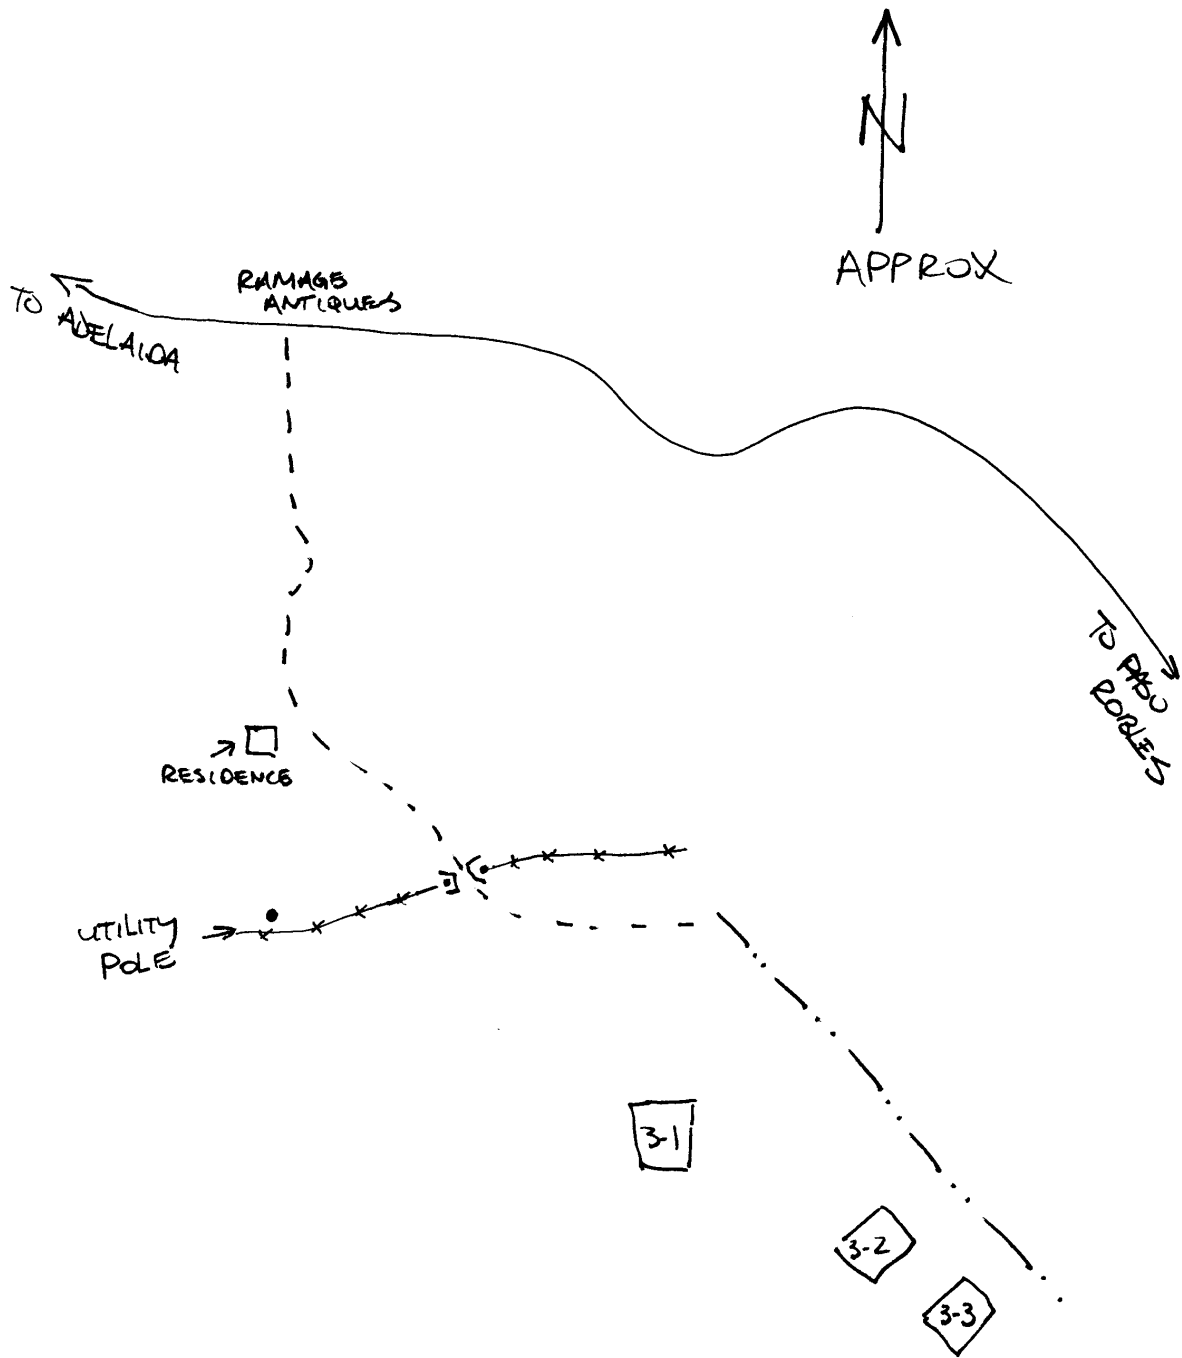 N
APPROX
RAMAGE
ANTIQUES
TO ADELAIDA
TO PASO
ROBLES
RESIDENCE
UTILITY
POLE
3-1
3-2
3-3